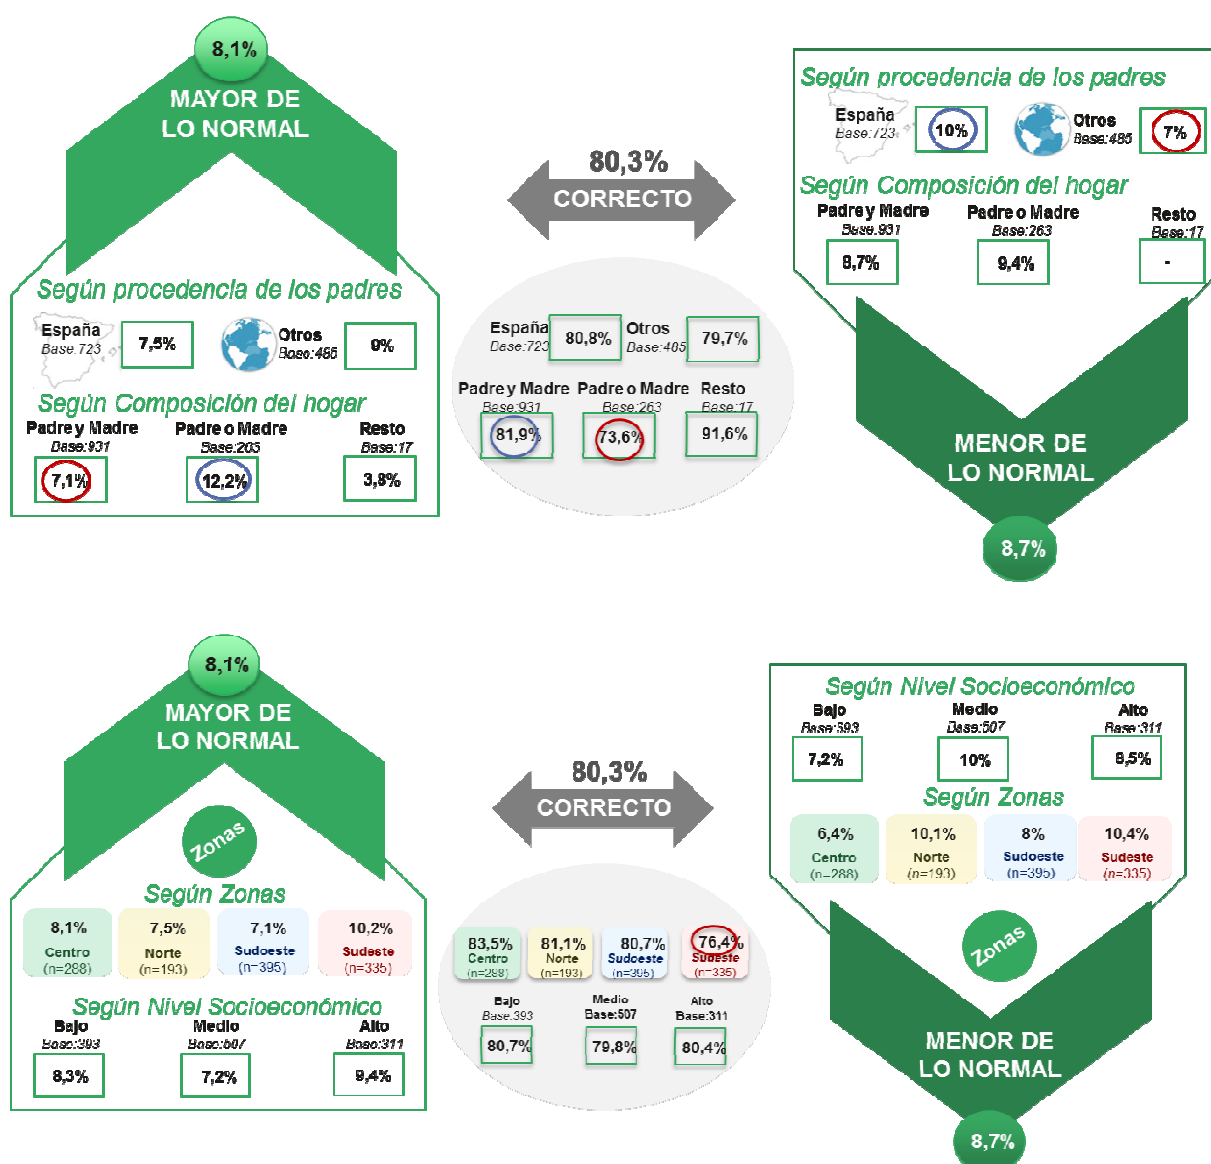 8,1%
MAYOR DE
LO NORMAL
Según procedencia de los padres
España
Base:723
7,5%
Otros
Base:485
9%
Según Composición del hogar
Padre y Madre
Base:931
7,1%
Padre o Madre
Base:263
12,2%
Resto
Base:17
3,8%
80,3%
CORRECTO
España
Base:723
80,8%
Otros
Base:485
79,7%
Padre y Madre
Base:931
81,9%
Padre o Madre
Base:263
73,6%
Resto
Base:17
91,6%
Según procedencia de los padres
España
Base:723
10%
Otros
Base:485
7%
Según Composición del hogar
Padre y Madre
Base:931
8,7%
Padre o Madre
Base:263
9,4%
Resto
Base:17
-
MENOR DE
LO NORMAL
8,7%
8,1%
MAYOR DE
LO NORMAL
Zonas
Según Zonas
8,1%
Centro
(n=288)
7,5%
Norte
(n=193)
7,1%
Sudoeste
(n=395)
10,2%
Sudeste
(n=335)
Según Nivel Socioeconómico
Bajo
Base:393
8,3%
Medio
Base:507
7,2%
Alto
Base:311
9,4%
80,3%
CORRECTO
83,5%
Centro
(n=288)
81,1%
Norte
(n=193)
80,7%
Sudoeste
(n=395)
76,4%
Sudeste
(n=335)
Bajo
Base:393
80,7%
Medio
Base:507
79,8%
Alto
Base:311
80,4%
Según Nivel Socioeconómico
Bajo
Base:393
7,2%
Medio
Base:507
10%
Alto
Base:311
8,5%
Según Zonas
6,4%
Centro
(n=288)
10,1%
Norte
(n=193)
8%
Sudoeste
(n=395)
10,4%
Sudeste
(n=335)
Zonas
MENOR DE
LO NORMAL
8,7%